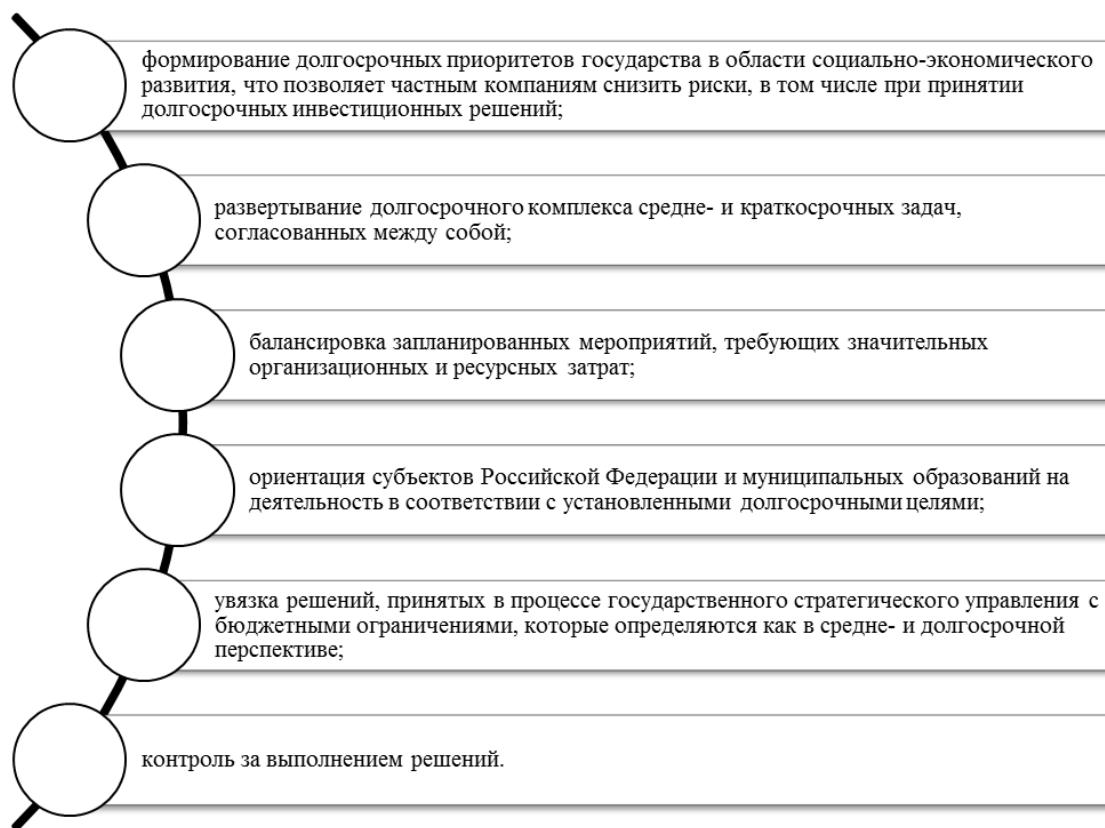 формирование долгосрочных приоритетов государства в области социально-экономического
развития, что позволяет частным компаниям снизить риски, в том числе при принятии
долгосрочных инвестиционных решений;
развертывание долгосрочного комплекса средне- и краткосрочных задач,
согласованных между собой;
балансировка запланированных мероприятий, требующих значительных
организационных и ресурсных затрат;
ориентация субъектов Российской Федерации и муниципальных образований на
деятельность в соответствии с установленными долгосрочными целями;
увязка решений, принятых в процессе государственного стратегического управления с
бюджетными ограничениями, которые определяются как в средне- и долгосрочной
перспективе;
контроль за выполнением решений.